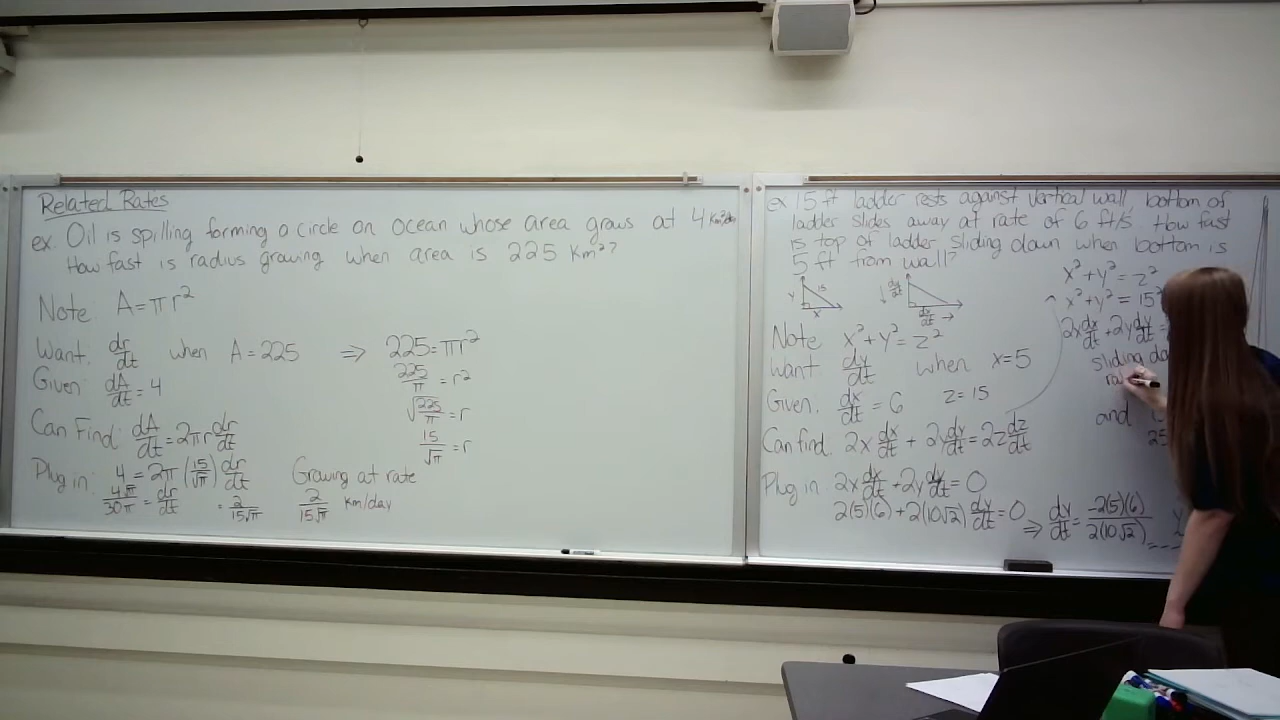 Related Rates
ex. Oil is spilling forming a circle on ocean whose area grows at 4
How fast is radius growing when area is 225 km²?
Note: A=πr²
Want: dr/dt when A=225 ⇒ 225=πr²
225/π = r²
Given: dA/dt = 4
√(225/π) = r
Can Find: dA/dt = 2πr dr/dt
15/√π = r
Plug in: 4 = 2π (15/√π) dr/dt Growing at rate
4√π/30π = dr/dt = 2/15√π 2/15√π km/day
ex 15 ft ladder rests against vertical wall, bottom of
ladder slides away at rate of 6 ft/s. How fast
is top of ladder sliding down when bottom is
5 ft from wall?
y 15 x
dy/dt dx/dt →
Note x²+y²=z²
Want dy/dt when x=5
Given: dx/dt = 6 z=15
Can find. 2x dx/dt + 2y dy/dt = 2z dz/dt
Plug in 2x dx/dt + 2y dy/dt = 0
2(5)(6) + 2(10√2) dy/dt = 0 ⇒ dy/dt = -2(5)(6)/2(10√2)
x²+y²=z²
x²+y²=15²
2x dx/dt + 2y dy/dt =
sliding
and